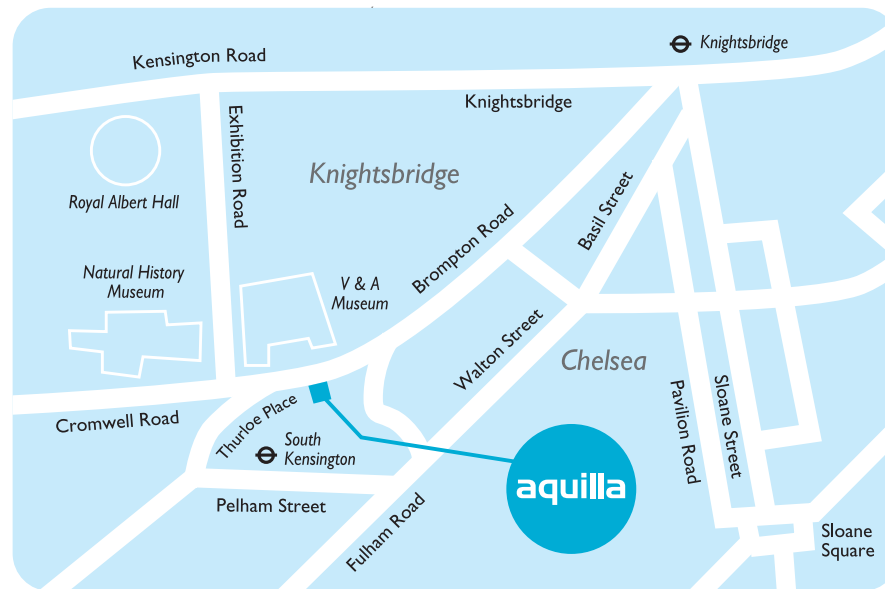 Kensington Road
Knightsbridge
Knightsbridge
Exhibition Road
Royal Albert Hall
Knightsbridge
Basil Street
Brompton Road
Natural History
Museum
V & A
Museum
Walton Street
Chelsea
Cromwell Road
Thurloe Place
South
Kensington
Pavilion Road
Sloane Street
aquilla
Pelham Street
Fulham Road
Sloane
Square